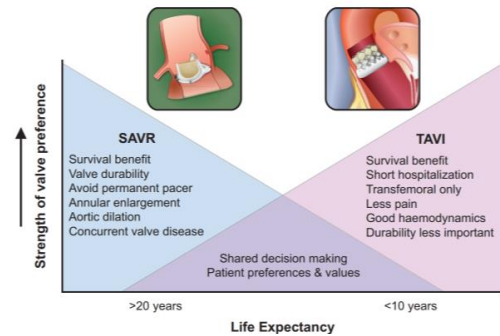 Strength of valve preference
SAVR
Survival benefit
Valve durability
Avoid permanent pacer
Annular enlargement
Aortic dilation
Concurrent valve disease
TAVI
Survival benefit
Short hospitalization
Transfemoral only
Less pain
Good haemodynamics
Durability less important
Shared decision making
Patient preferences & values
>20 years
<10 years
Life Expectancy